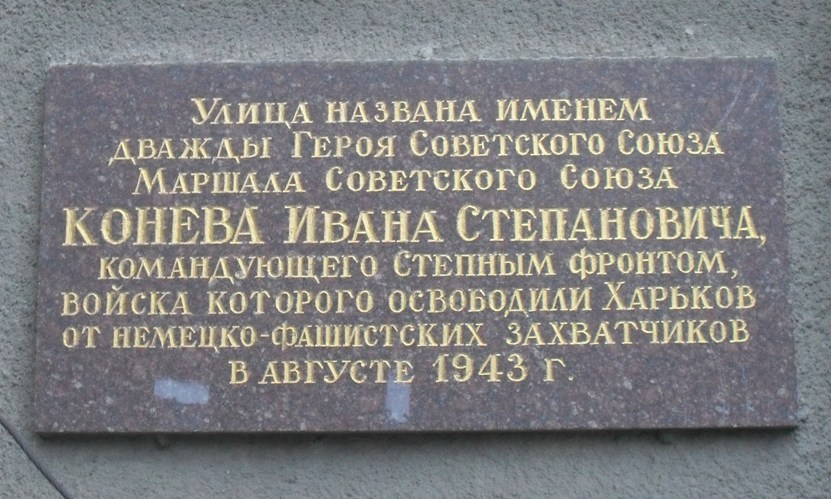 Улица названа именем
дважды Героя Советского Союза
Маршала Советского Союза
КОНЕВА ИВАНА СТЕПАНОВИЧА,
командующего Степным фронтом,
войска которого освободили Харьков
от немецко-фашистских захватчиков
в августе 1943 г.